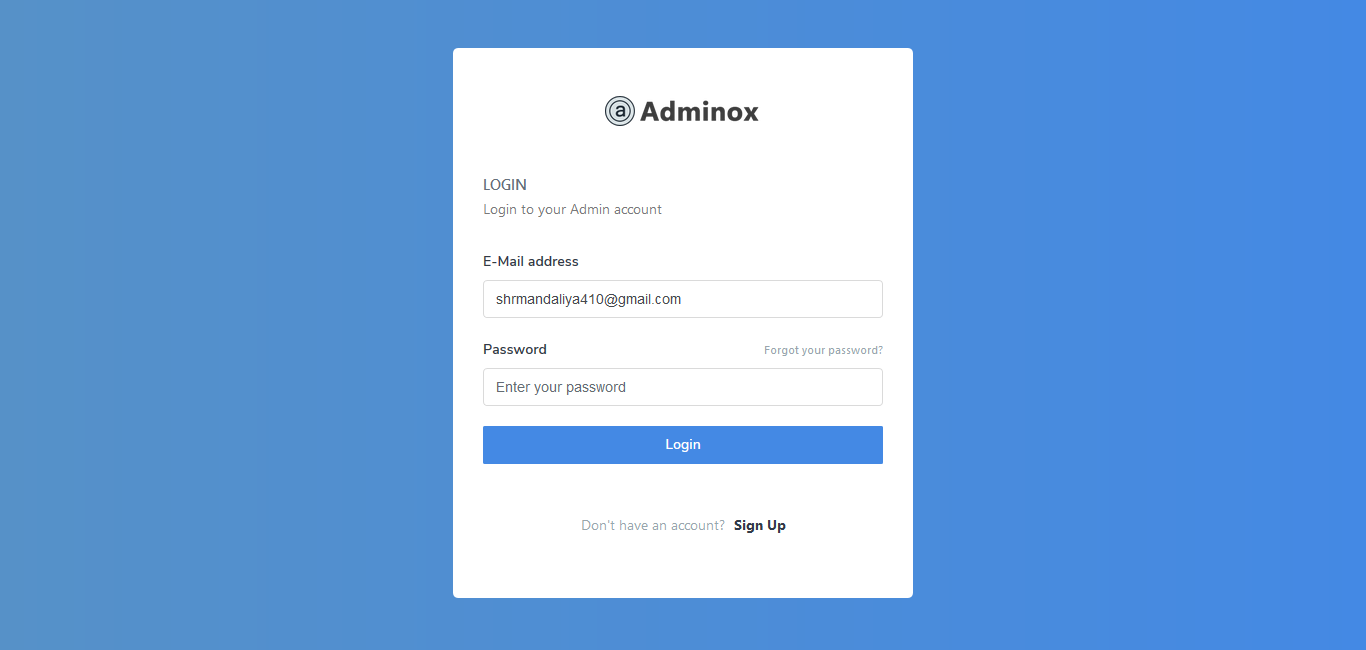 a Adminox
LOGIN
Login to your Admin account
E-Mail address
shrmandaliya410@gmail.com
Password Forgot your password?
Enter your password
Login
Don't have an account? Sign Up